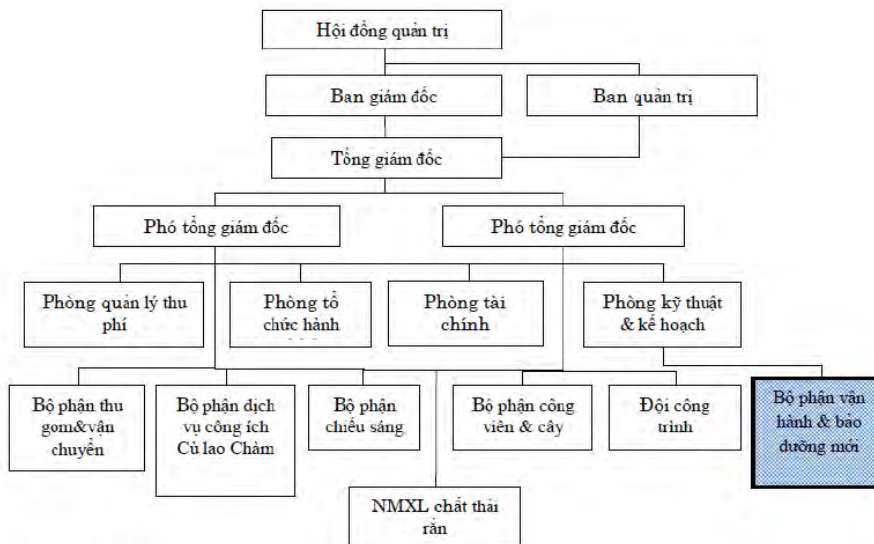 Hội đồng quản trị
Ban giám đốc
Ban quản trị
Tổng giám đốc
Phó tổng giám đốc
Phó tổng giám đốc
Phòng quản lý thu
phí
Phòng tổ
chức hành
Phòng tài
chính
Phòng kỹ thuật
& kế hoạch
Bộ phận thu
gom&vận
chuyển
Bộ phận dịch
vụ công ích
Cù lao Chàm
Bộ phận
chiếu sáng
Bộ phận công
viên & cây
Đội công
trình
Bộ phận vận
hành & bảo
dưỡng mới
NMXL chất thải
rắn